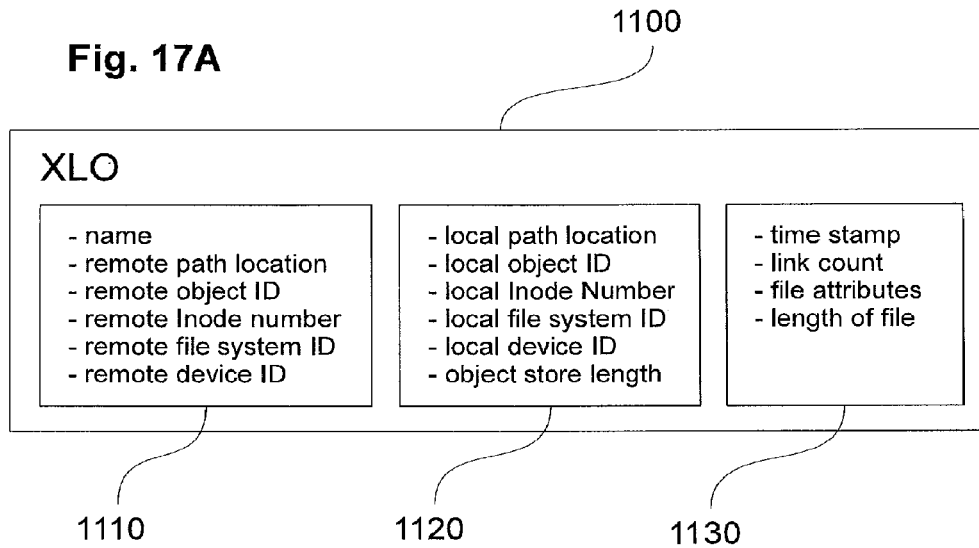 1100
Fig. 17A
XLO
- name
- remote path location
- remote object ID
- remote Inode number
- remote file system ID
- remote device ID
- local path location
- local object ID
- local Inode Number
- local file system ID
- local device ID
- object store length
- time stamp
- link count
- file attributes
- length of file
1110
1120
1130